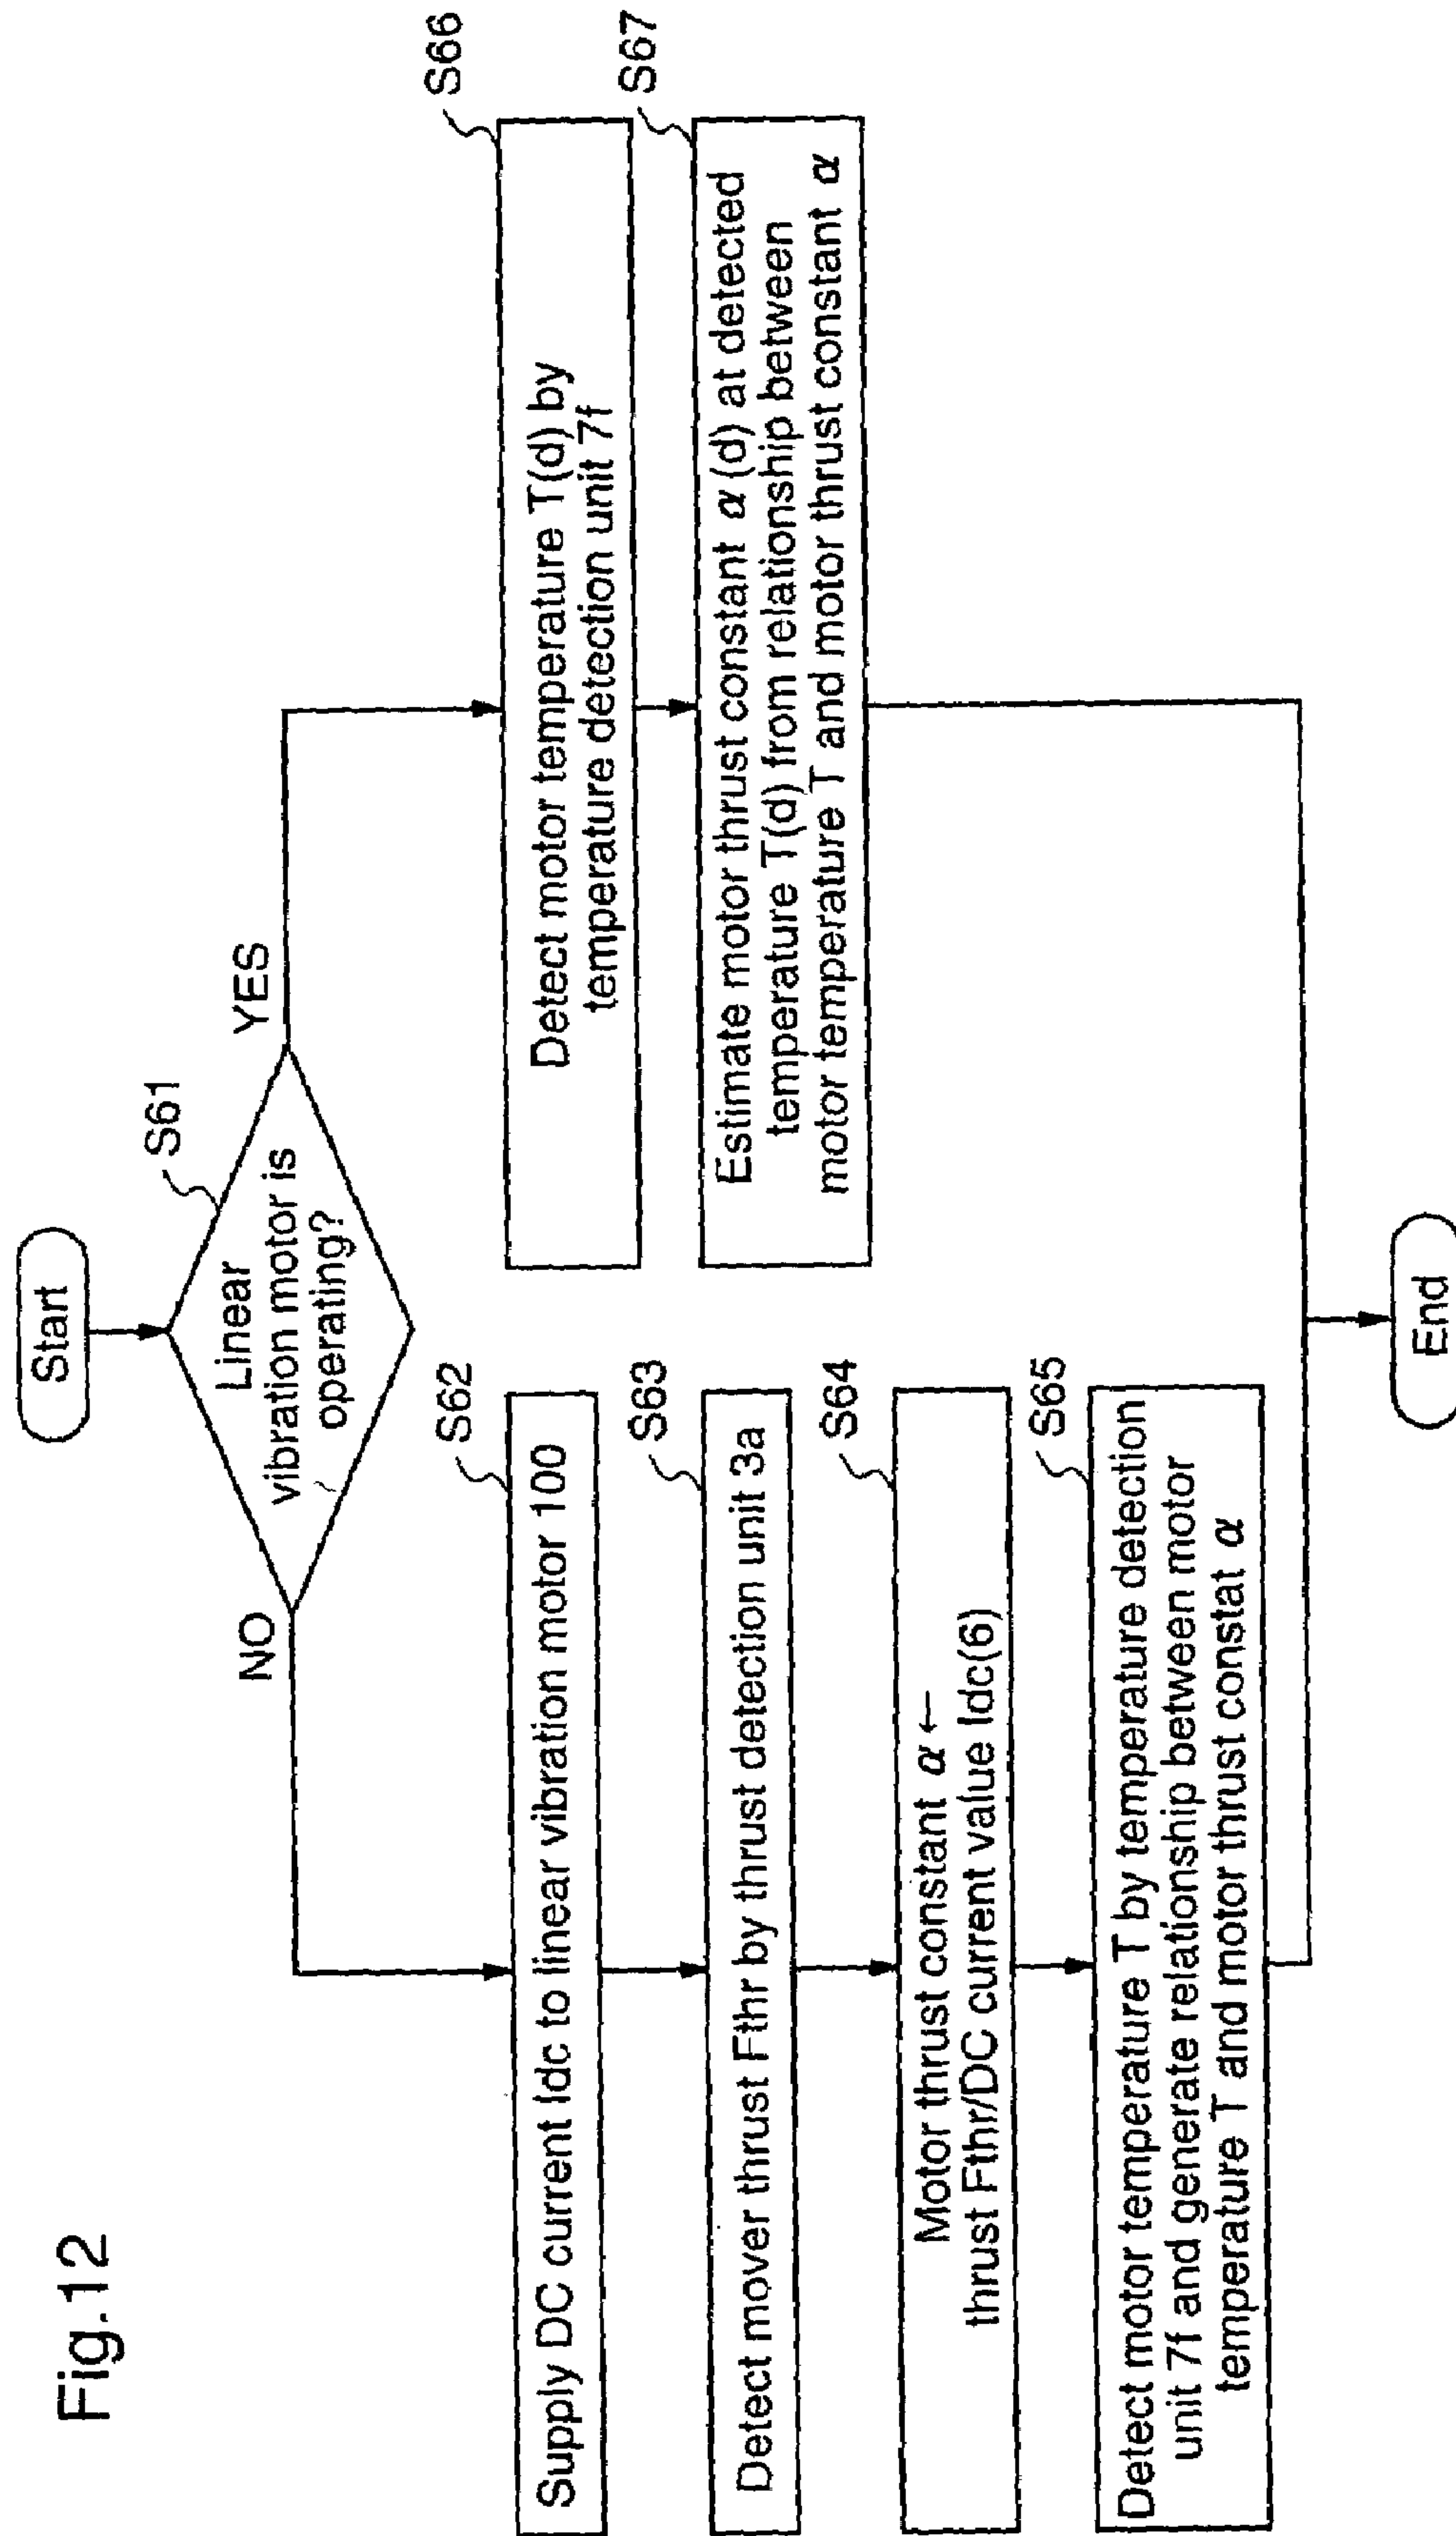 Fig.12
Start
Linear
vibration motor is
operating?
S61
NO
YES
S62
Supply DC current Idc to linear vibration motor 100
S63
Detect mover thrust Fthr by thrust detection unit 3a
S64
Motor thrust constant α ←
thrust Fthr/DC current value Idc(6)
S65
Detect motor temperature T by temperature detection
unit 7f and generate relationship between motor
temperature T and motor thrust constat α
S66
Detect motor temperature T(d) by
temperature detection unit 7f
S67
Estimate motor thrust constant α (d) at detected
temperature T(d) from relationship between
motor temperature T and motor thrust constant α
End